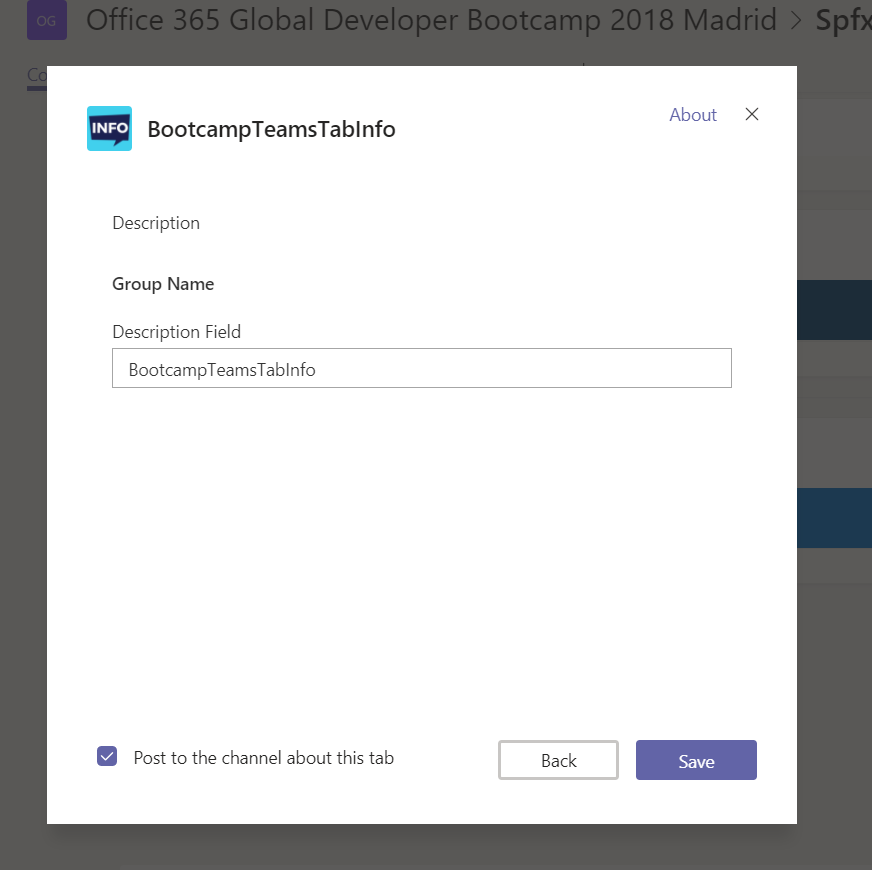 OG Office 365 Global Developer Bootcamp 2018 Madrid > Spfx
Co
INFO BootcampTeamsTabInfo
About
Description
Group Name
Description Field
BootcampTeamsTabInfo
Post to the channel about this tab
Back
Save